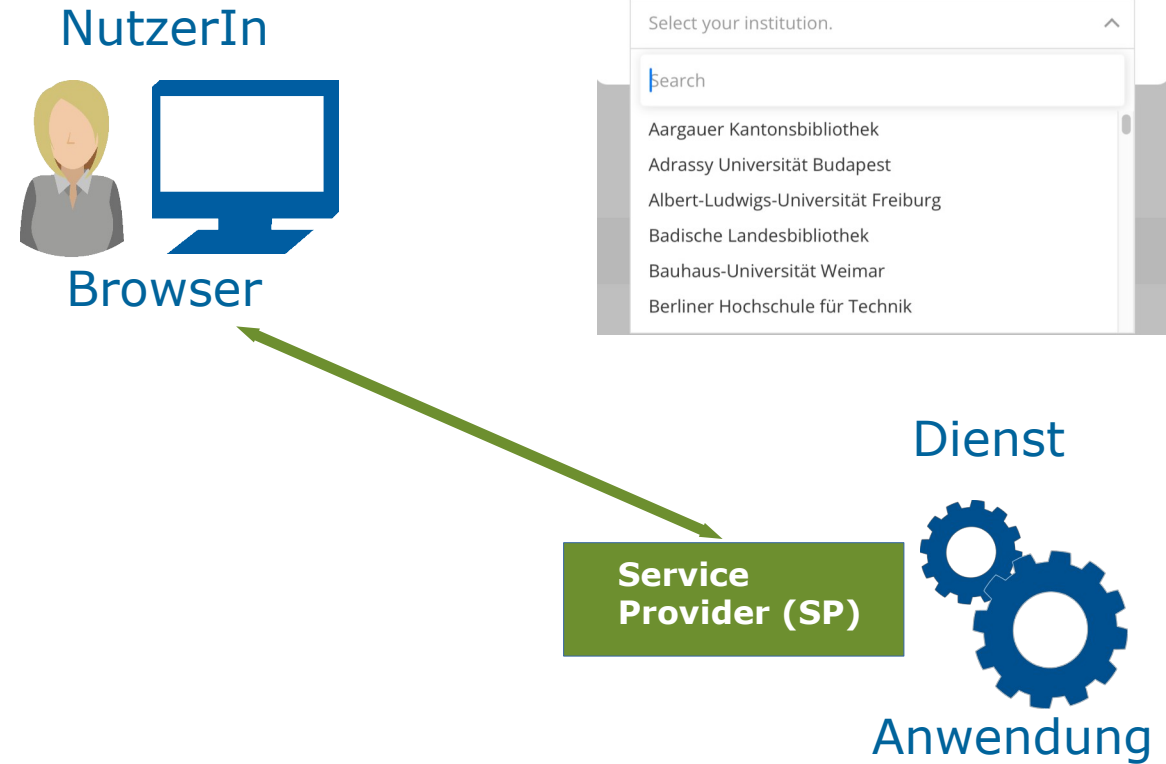 NutzerIn
Browser
Select your institution.
Search
Aargauer Kantonsbibliothek
Adrassy Universität Budapest
Albert-Ludwigs-Universität Freiburg
Badische Landesbibliothek
Bauhaus-Universität Weimar
Berliner Hochschule für Technik
Dienst
Service
Provider (SP)
Anwendung